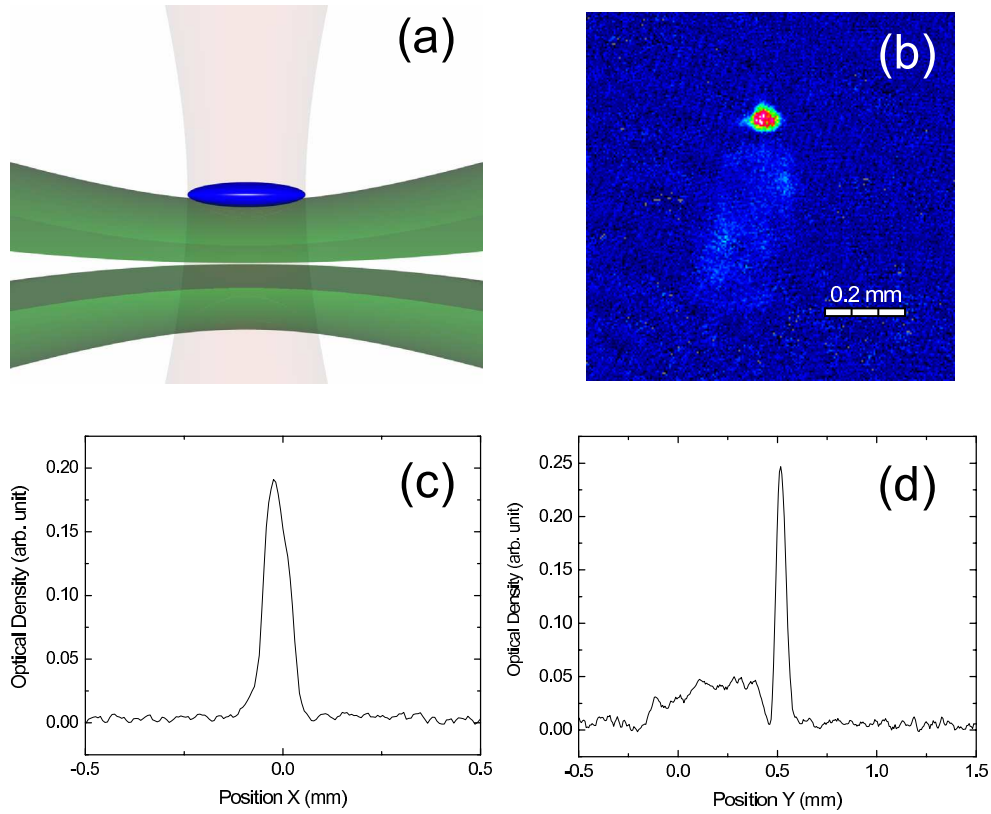 (a)
(b)
0.2 mm
(c)
0.20
0.15
0.10
0.05
0.00
-0.5
0.0
0.5
Optical Density (arb. unit)
Position X (mm)
(d)
0.25
0.20
0.15
0.10
0.05
0.00
-0.5
0.0
0.5
1.0
1.5
Optical Density (arb. unit)
Position Y (mm)